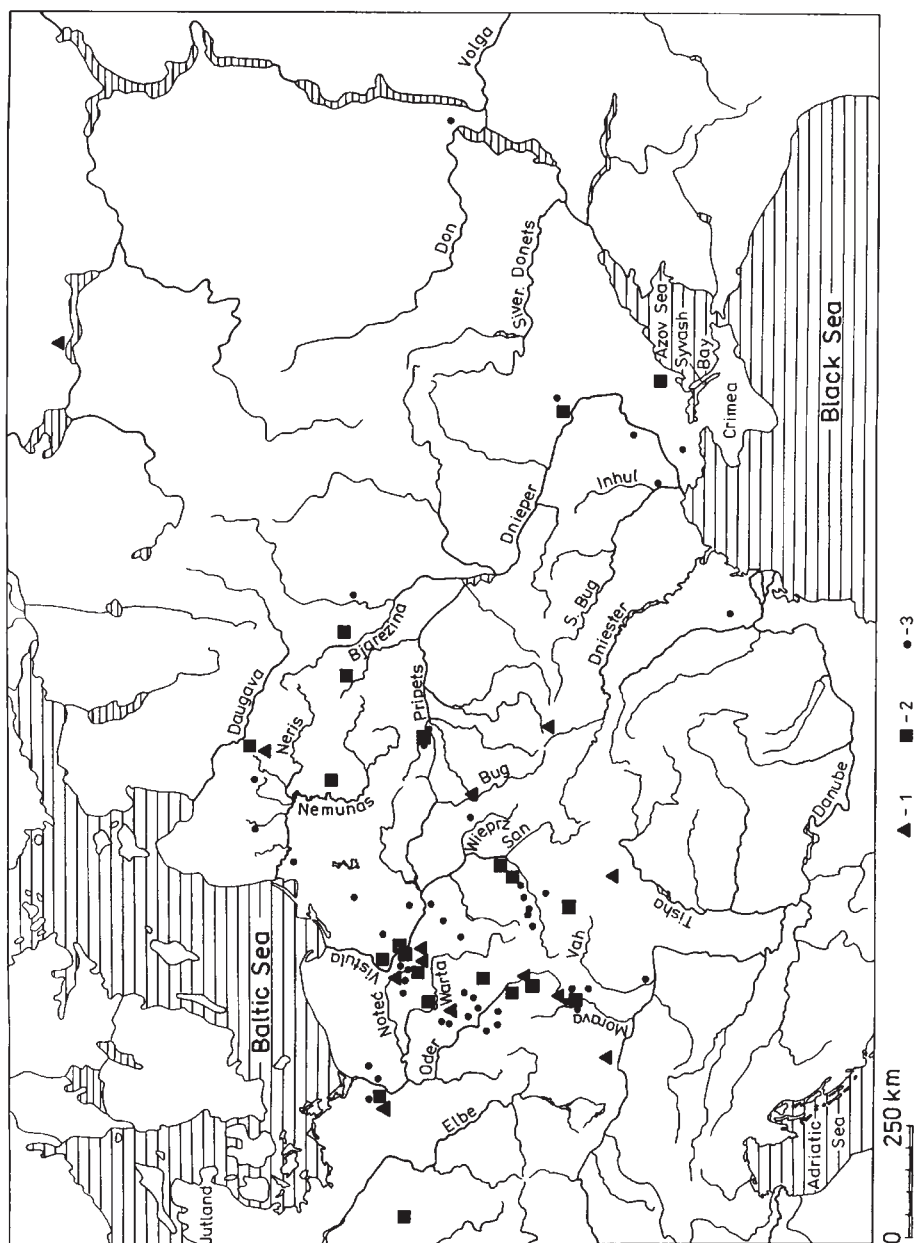 Volga
Don
Siver. Donets
Azov Sea
Syvash
Bay
Crimea
Black Sea
Dnieper
Inhul
S. Bug
Dniester
Bjarezina
Pripets
Daugava
Neris
Nemunas
Bug
Wieprz
San
Danube
Tisha
Vah
Baltic Sea
Vistula
Noteć
Warta
Oder
Morava
Elbe
Jutland
Adriatic
Sea
0 250 km
-1
-2
-3